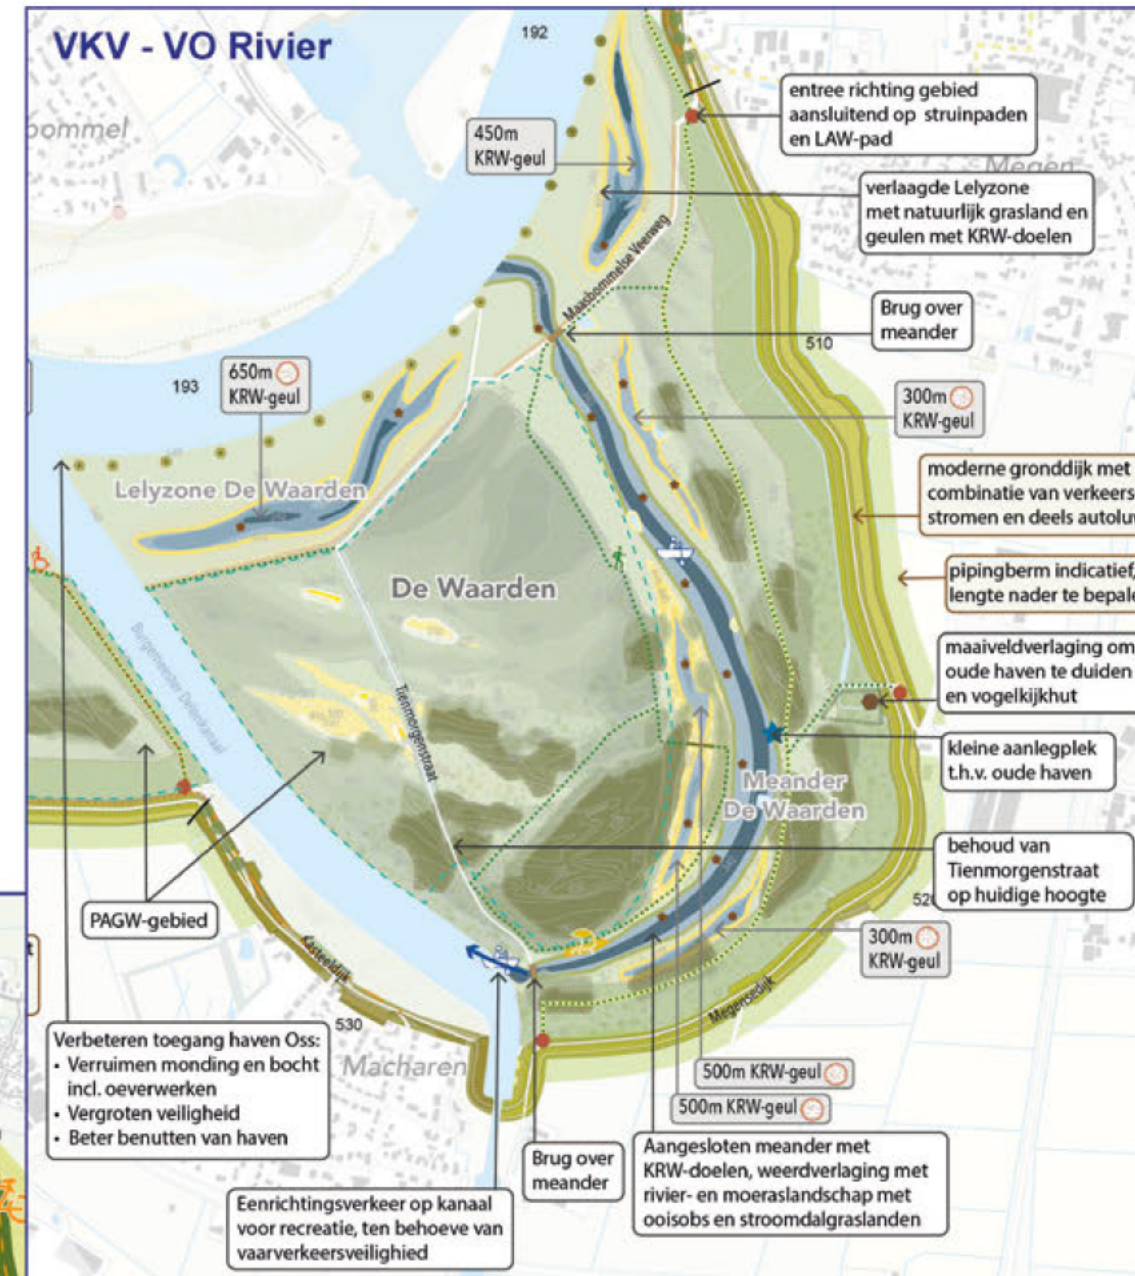 VKV - VO Rivier
192
entree richting gebied
aansluitend op struinpaden
en LAW-pad
450m
KRW-geul
Megen
verlaagde Lelyzone
met natuurlijk grasland en
geulen met KRW-doelen
Maasbommelse Veerweg
Brug over
meander
510
193
650m
KRW-geul
300m
KRW-geul
moderne gronddijk met
combinatie van verkeers
stromen en deels
Lelyzone De Waarden
De Waarden
pipingberm indicatief,
lengte nader te
Burgemeester Delenkanaal
maaiveldverlaging om
oude haven te duiden
en vogelkijkhut
Tienmorgenstraat
kleine aanlegplek
t.h.v. oude haven
Meander
De Waarden
behoud van
Tienmorgenstraat
op huidige hoogte
520
PAGW-gebied
300m
KRW-geul
Kasteeldijk
Megensedijk
530
Verbeteren toegang haven Oss:
• Verruimen monding en bocht
incl. oeverwerken
• Vergroten veiligheid
• Beter benutten van haven
Macharen
500m KRW-geul
500m KRW-geul
Brug over
meander
Aangesloten meander met
KRW-doelen, weerdverlaging met
rivier- en moeraslandschap met
ooisobs en stroomdalgraslanden
Eenrichtingsverkeer op kanaal
voor recreatie, ten behoeve van
vaarverkeersveilighied